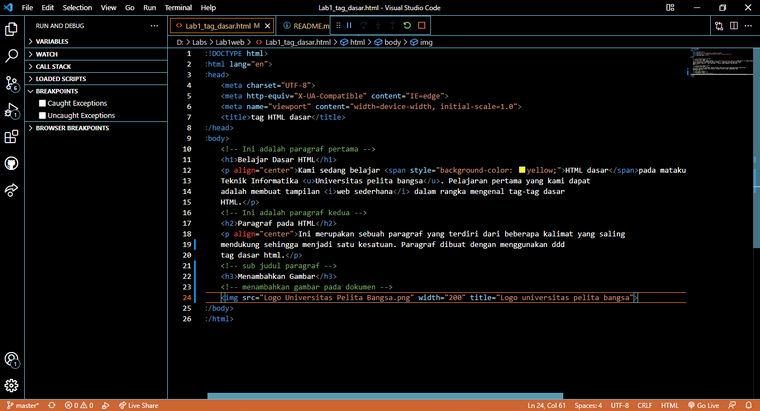 File Edit Selection View Go Run Terminal Help
Lab1_tag_dasar.html - Visual Studio Code
RUN AND DEBUG
Lab1_tag_dasar.html M
README.m
D: > Labs > Lab1web > Lab1_tag_dasar.html > html > body > img
VARIABLES
WATCH
CALL STACK
LOADED SCRIPTS
BREAKPOINTS
Caught Exceptions
Uncaught Exceptions
BROWSER BREAKPOINTS
1 <!DOCTYPE html>
2 <html lang="en">
3 <head>
4 <meta charset="UTF-8">
5 <meta http-equiv="X-UA-Compatible" content="IE=edge">
6 <meta name="viewport" content="width=device-width, initial-scale=1.0">
7 <title>tag HTML dasar</title>
8 </head>
9 <body>
10 <!-- Ini adalah paragraf pertama -->
11 <h1>Belajar Dasar HTML</h1>
12 <p align="center">Kami sedang belajar <span style="background-color: yellow;">HTML dasar</span>pada mataku
13 Teknik Informatika <u>Universitas pelita bangsa</u>. Pelajaran pertama yang kami dapat
14 adalah membuat tampilan <i>web sederhana</i> dalam rangka mengenal tag-tag dasar
15 HTML.</p>
16 <!-- Ini adalah paragraf kedua -->
17 <h2>Paragraf pada HTML</h2>
18 <p align="center">Ini merupakan sebuah paragraf yang terdiri dari beberapa kalimat yang saling
19 mendukung sehingga menjadi satu kesatuan. Paragraf dibuat dengan menggunakan ddd
20 tag dasar html.</p>
21 <!-- sub judul paragraf -->
22 <h3>Menambahkan Gambar</h3>
23 <!-- menambahkan gambar pada dokumen -->
24 <img src="Logo Universitas Pelita Bangsa.png" width="200" title="Logo universitas pelita bangsa">
25 </body>
26 </html>
master* 0 0 Live Share
Ln 24, Col 61 Spaces: 4 UTF-8 CRLF HTML Go Live